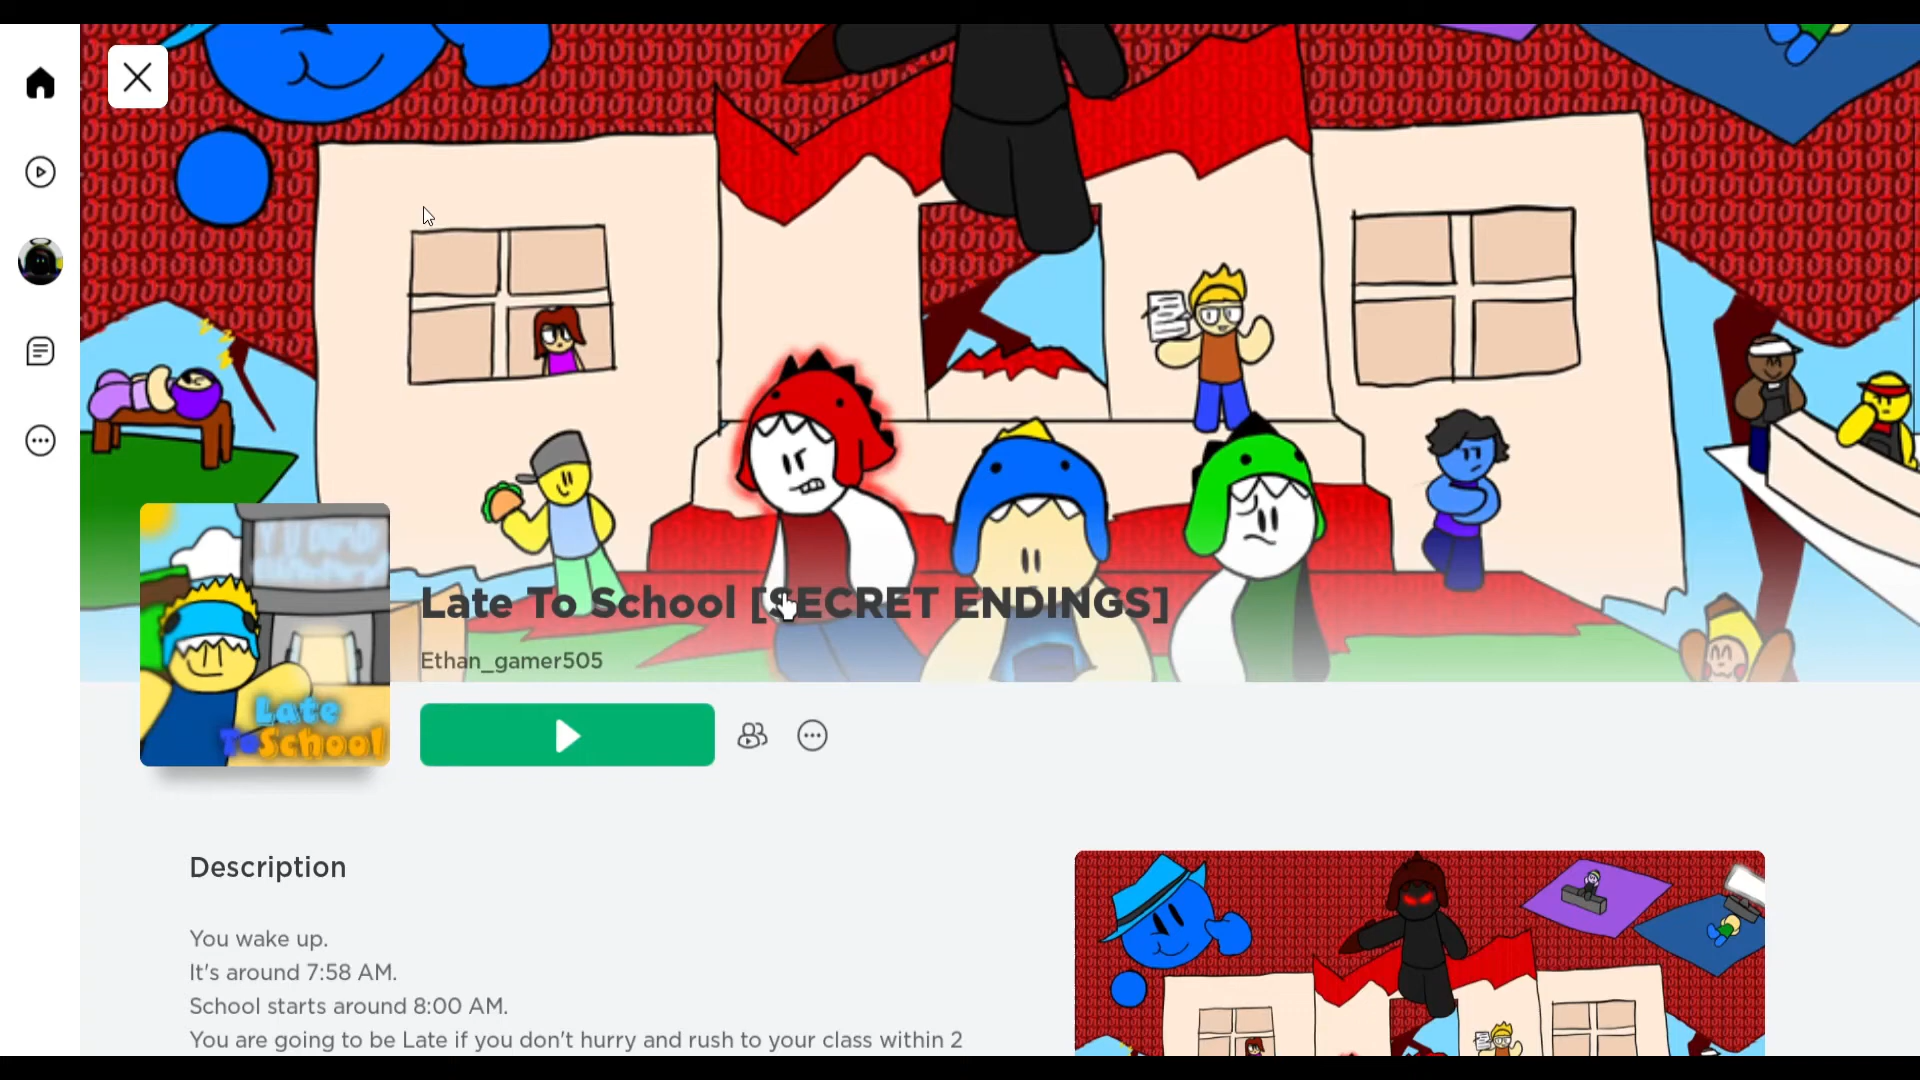 Late To School [SECRET ENDINGS]
Ethan_gamer505
Late
To School
Description
You wake up.
It's around 7:58 AM.
School starts around 8:00 AM.
You are going to be Late if you don't hurry and rush to your class within 2